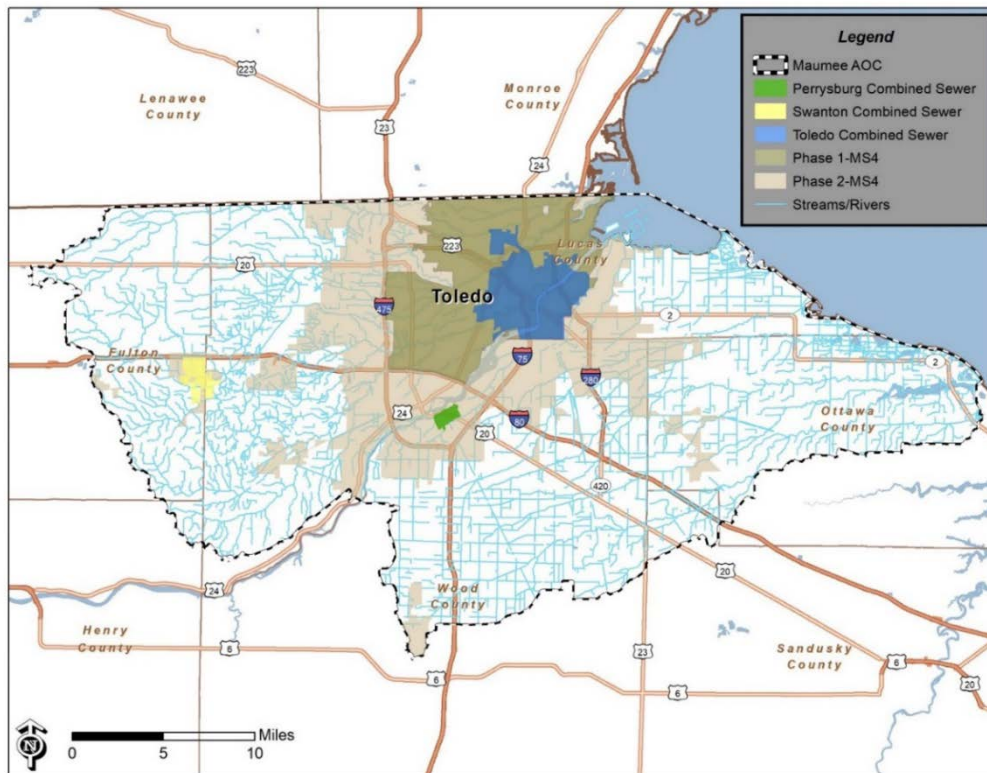 Legend
Maumee AOC
Perrysburg Combined Sewer
Swanton Combined Sewer
Toledo Combined Sewer
Phase 1-MS4
Phase 2-MS4
Streams/Rivers
223
Lenawee
County
Monroe
County
23
24
223
Lucas
County
20
Toledo
475
2
Fulton
County
75
280
2
24
80
20
Ottawa
County
420
24
Wood
County
20
Henry
County
6
23
Sandusky
County
6
6
6
20
N
0 5 10
Miles